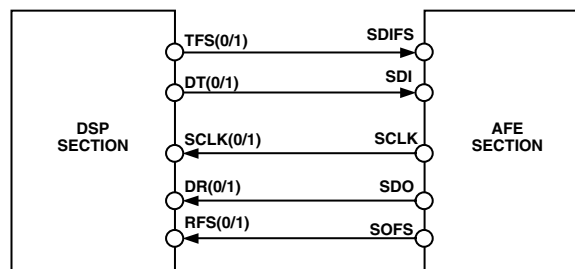 TFS(0/1) SDIFS
DT(0/1) SDI
DSP
SECTION
AFE
SECTION
SCLK(0/1) SCLK
DR(0/1) SDO
RFS(0/1) SOFS